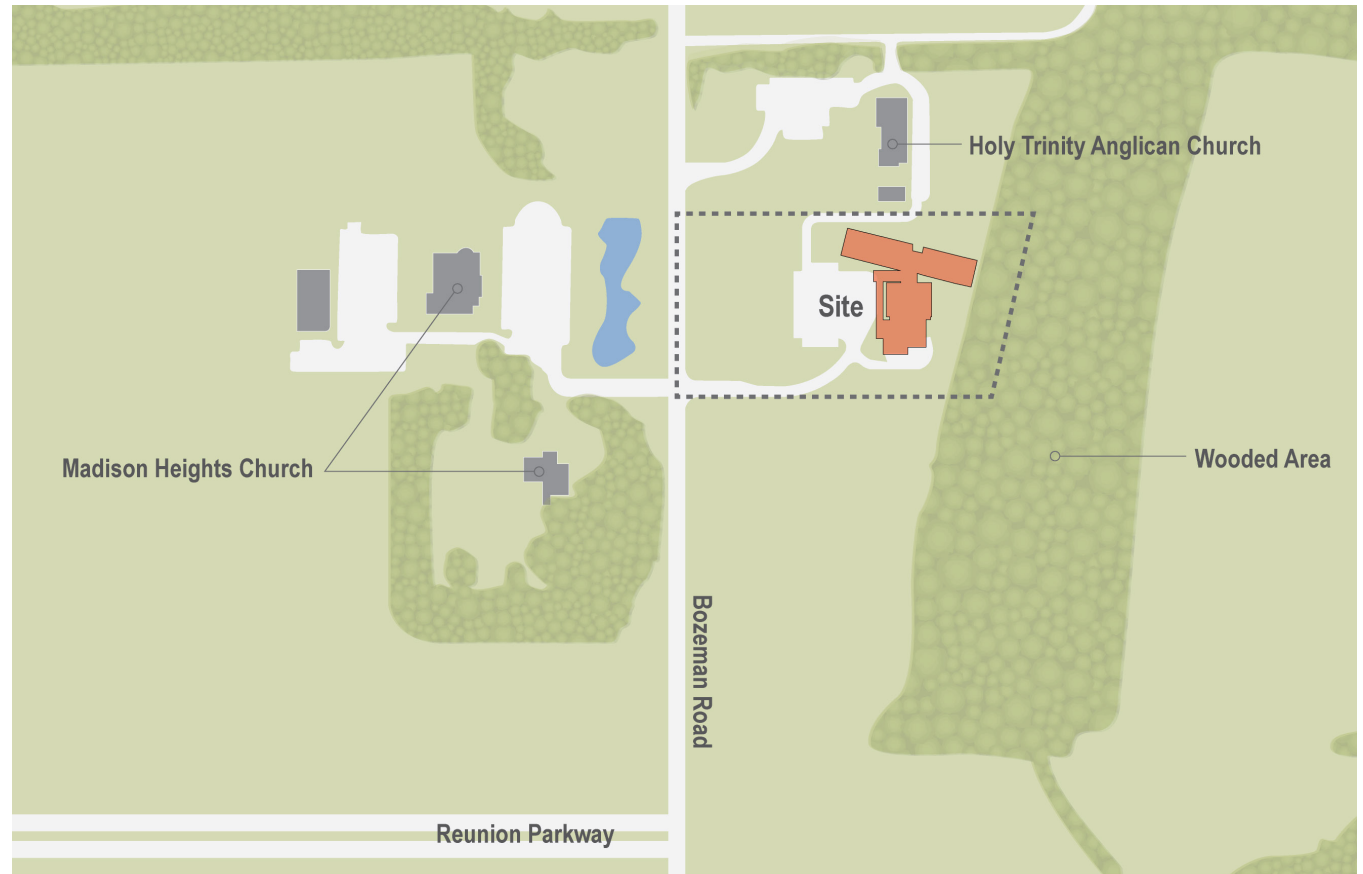 Holy Trinity Anglican Church
Site
Madison Heights Church
Wooded Area
Bozeman Road
Reunion Parkway